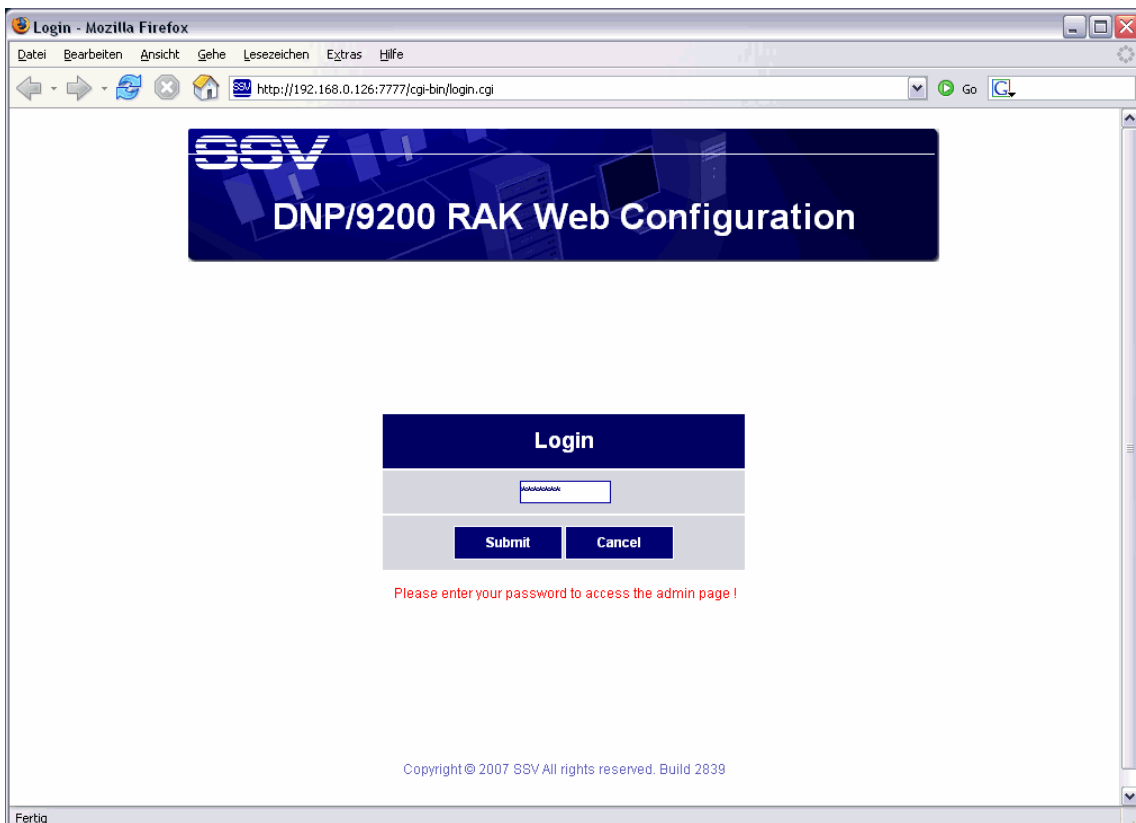 Login - Mozilla Firefox
Datei Bearbeiten Ansicht Gehe Lesezeichen Extras Hilfe
SSV http://192.168.0.126:7777/cgi-bin/login.cgi Go G
SSV
DNP/9200 RAK Web Configuration
Login
********
Submit Cancel
Please enter your password to access the admin page !
Copyright © 2007 SSV All rights reserved. Build 2839
Fertig